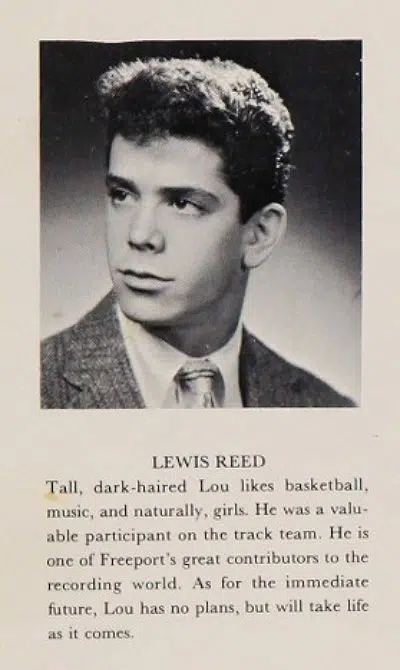 LEWIS REED
Tall, dark-haired Lou likes basketball,
music, and naturally, girls. He was a valu-
able participant on the track team. He is
one of Freeport's great contributors to the
recording world. As for the immediate
future, Lou has no plans, but will take life
as it comes.